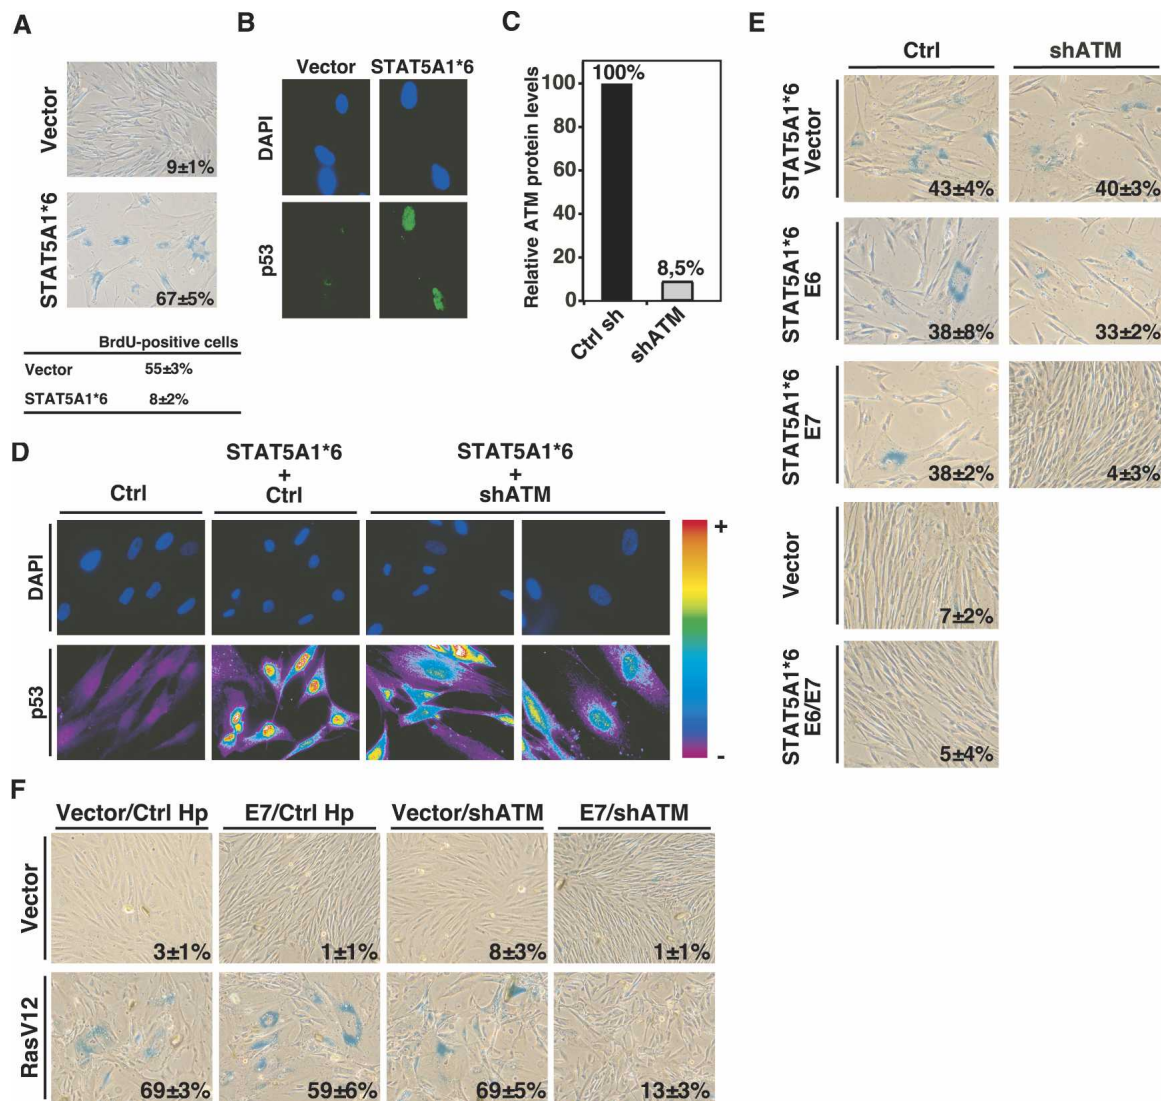 A
Vector
9±1%
STAT5A1*6
67±5%
BrdU-positive cells
Vector 55±3%
STAT5A1*6 8±2%
B
Vector STAT5A1*6
DAPI
p53
C
Relative ATM protein levels
100
80
60
40
20
0
100%
8,5%
Ctrl sh
shATM
D
Ctrl
STAT5A1*6
+
Ctrl
STAT5A1*6
+
shATM
DAPI
p53
+
-
E
Ctrl shATM
STAT5A1*6
Vector
43±4% 40±3%
STAT5A1*6
E6
38±8% 33±2%
STAT5A1*6
E7
38±2% 4±3%
Vector
7±2%
STAT5A1*6
E6/E7
5±4%
F
Vector/Ctrl Hp E7/Ctrl Hp Vector/shATM E7/shATM
Vector
3±1% 1±1% 8±3% 1±1%
RasV12
69±3% 59±6% 69±5% 13±3%